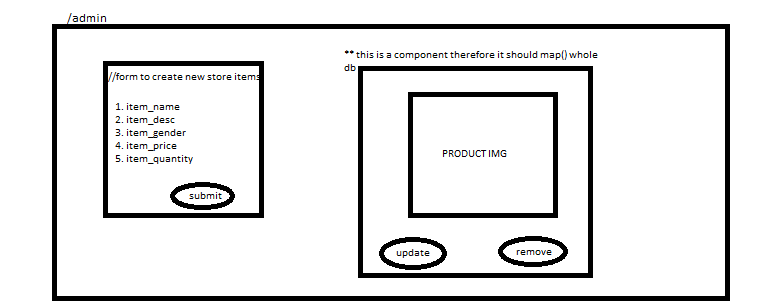 /admin
//form to create new store items
1. item_name
2. item_desc
3. item_gender
4. item_price
5. item_quantity
submit
** this is a component therefore it should map() whole
db
PRODUCT IMG
update
remove